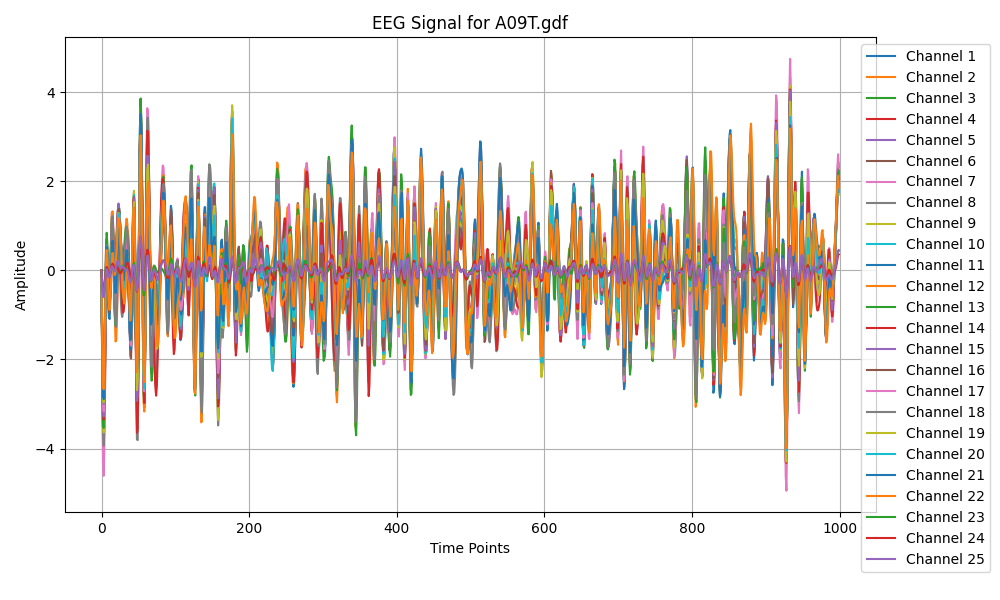 EEG Signal for A09T.gdf
Amplitude
4
2
0
−2
−4
0
200
400
600
800
1000
Time Points
Channel 1
Channel 2
Channel 3
Channel 4
Channel 5
Channel 6
Channel 7
Channel 8
Channel 9
Channel 10
Channel 11
Channel 12
Channel 13
Channel 14
Channel 15
Channel 16
Channel 17
Channel 18
Channel 19
Channel 20
Channel 21
Channel 22
Channel 23
Channel 24
Channel 25